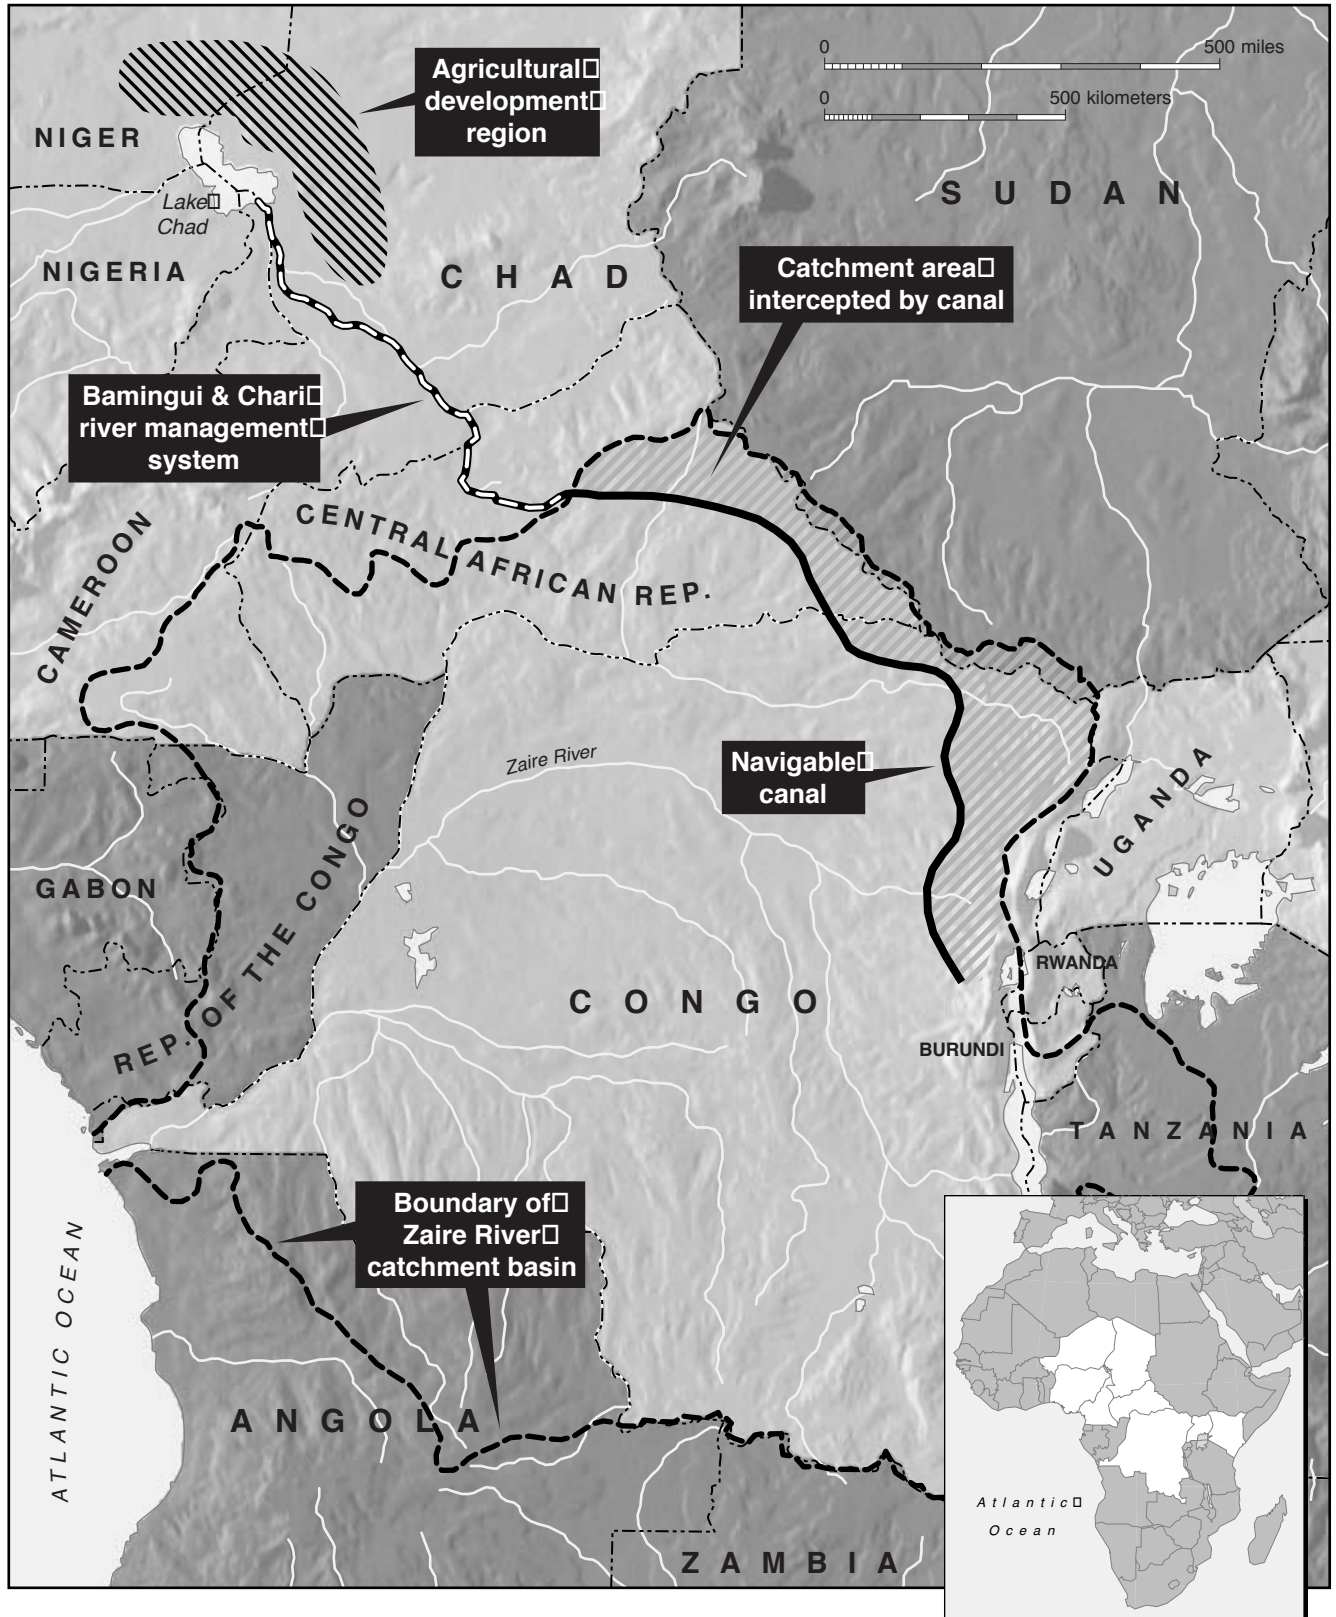 0
500 miles
0
500 kilometers
Agricultural
development
region
NIGER
SUDAN
Lake
Chad
NIGERIA
CHAD
Catchment area
intercepted by canal
Bamingui & Chari
river management
system
CENTRAL AFRICAN REP.
CAMEROON
Zaire River
Navigable
canal
UGANDA
GABON
REP. OF THE CONGO
RWANDA
CONGO
BURUNDI
TANZANIA
Boundary of
Zaire River
catchment basin
ATLANTIC OCEAN
ANGOLA
ZAMBIA
Atlantic
Ocean